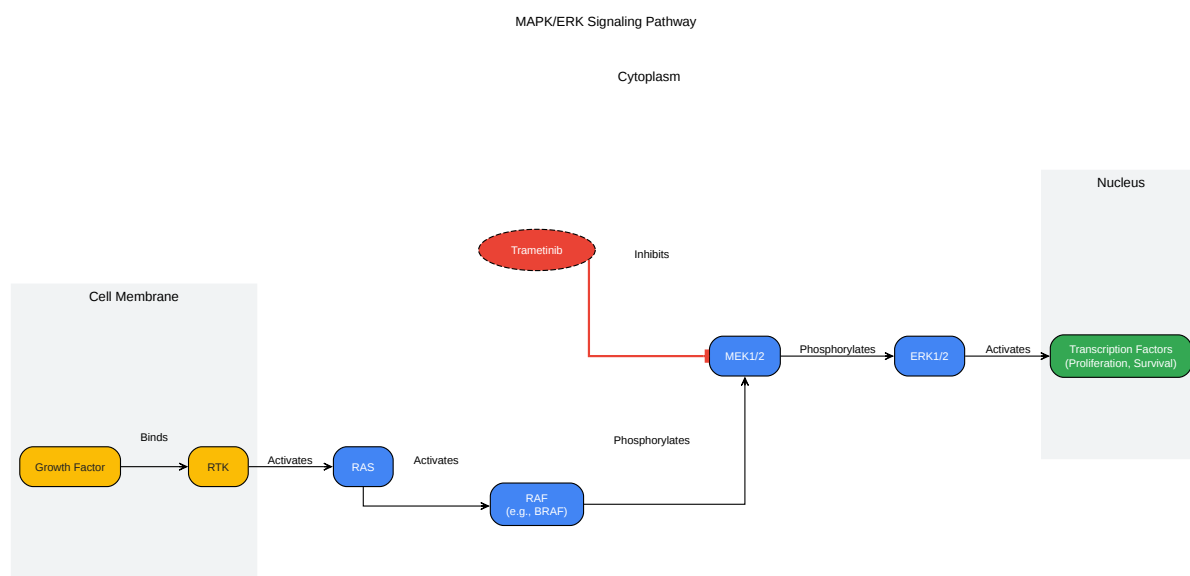 MAPK/ERK Signaling Pathway
Cytoplasm
Nucleus
Trametinib
Inhibits
Cell Membrane
MEK1/2
Phosphorylates
ERK1/2
Activates
Transcription Factors
(Proliferation, Survival)
Growth Factor
Binds
RTK
Activates
RAS
Activates
Phosphorylates
RAF
(e.g., BRAF)